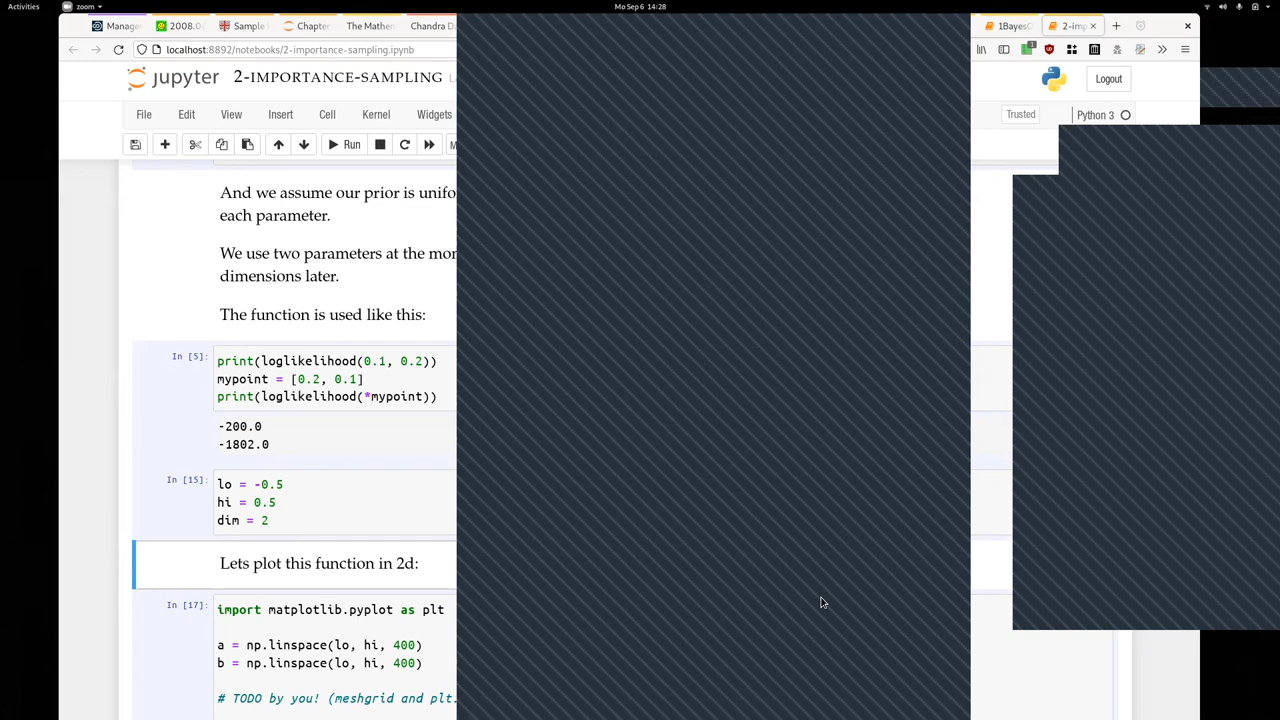 Activities
zoom
Mo Sep 6 14:28
Manage
2008.0
Sample
Chapter
The Mather
Chandra Da
1Bayes
2-imp
localhost:8892/notebooks/2-importance-sampling.ipynb
jupyter 2-IMPORTANCE-SAMPLING
Logout
File Edit View Insert Cell Kernel Widgets
Trusted
Python 3
Run
And we assume our prior is unifo
each parameter.
We use two parameters at the mor
dimensions later.
The function is used like this:
In [5]:
print(loglikelihood(0.1, 0.2))
mypoint = [0.2, 0.1]
print(loglikelihood(*mypoint))
-200.0
-1802.0
In [15]:
lo = -0.5
hi = 0.5
dim = 2
Lets plot this function in 2d:
In [17]:
import matplotlib.pyplot as plt
a = np.linspace(lo, hi, 400)
b = np.linspace(lo, hi, 400)
# TODO by you! (meshgrid and plt.